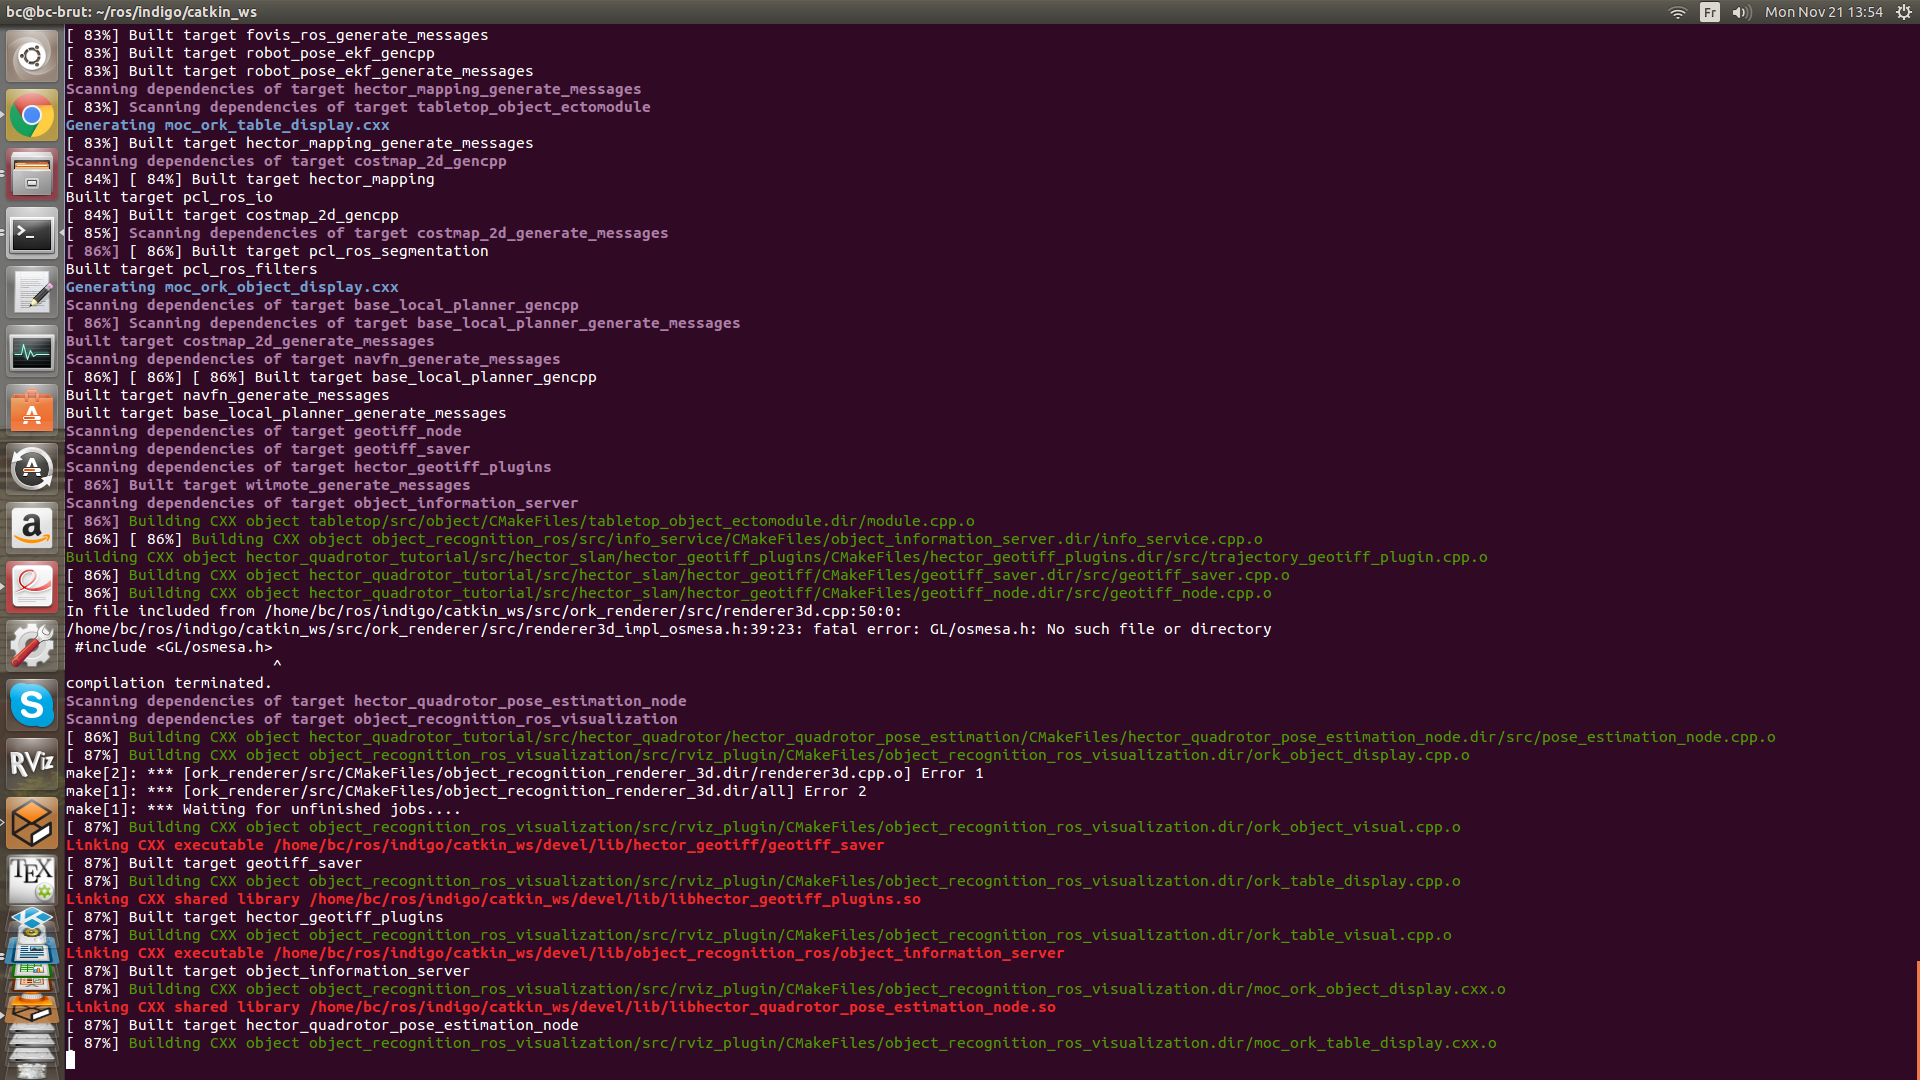 bc@bc-brut: ~/ros/indigo/catkin_ws
Fr
Mon Nov 21 13:54
[ 83%] Built target fovis_ros_generate_messages
[ 83%] Built target robot_pose_ekf_gencpp
[ 83%] Built target robot_pose_ekf_generate_messages
Scanning dependencies of target hector_mapping_generate_messages
[ 83%] Scanning dependencies of target tabletop_object_ectomodule
Generating moc_ork_table_display.cxx
[ 83%] Built target hector_mapping_generate_messages
Scanning dependencies of target costmap_2d_gencpp
[ 84%] [ 84%] Built target hector_mapping
Built target pcl_ros_io
[ 84%] Built target costmap_2d_gencpp
[ 85%] Scanning dependencies of target costmap_2d_generate_messages
[ 86%] [ 86%] Built target pcl_ros_segmentation
Built target pcl_ros_filters
Generating moc_ork_object_display.cxx
Scanning dependencies of target base_local_planner_gencpp
[ 86%] Scanning dependencies of target base_local_planner_generate_messages
Built target costmap_2d_generate_messages
Scanning dependencies of target navfn_generate_messages
[ 86%] [ 86%] [ 86%] Built target base_local_planner_gencpp
Built target navfn_generate_messages
Built target base_local_planner_generate_messages
Scanning dependencies of target geotiff_node
Scanning dependencies of target geotiff_saver
Scanning dependencies of target hector_geotiff_plugins
[ 86%] Built target wiimote_generate_messages
Scanning dependencies of target object_information_server
[ 86%] Building CXX object tabletop/src/object/CMakeFiles/tabletop_object_ectomodule.dir/module.cpp.o
[ 86%] [ 86%] Building CXX object object_recognition_ros/src/info_service/CMakeFiles/object_information_server.dir/info_service.cpp.o
Building CXX object hector_quadrotor_tutorial/src/hector_slam/hector_geotiff_plugins/CMakeFiles/hector_geotiff_plugins.dir/src/trajectory_geotiff_plugin.cpp.o
[ 86%] Building CXX object hector_quadrotor_tutorial/src/hector_slam/hector_geotiff/CMakeFiles/geotiff_saver.dir/src/geotiff_saver.cpp.o
[ 86%] Building CXX object hector_quadrotor_tutorial/src/hector_slam/hector_geotiff/CMakeFiles/geotiff_node.dir/src/geotiff_node.cpp.o
In file included from /home/bc/ros/indigo/catkin_ws/src/ork_renderer/src/renderer3d.cpp:50:0:
/home/bc/ros/indigo/catkin_ws/src/ork_renderer/src/renderer3d_impl_osmesa.h:39:23: fatal error: GL/osmesa.h: No such file or directory
 #include <GL/osmesa.h>
                       ^
compilation terminated.
Scanning dependencies of target hector_quadrotor_pose_estimation_node
Scanning dependencies of target object_recognition_ros_visualization
[ 86%] Building CXX object hector_quadrotor_tutorial/src/hector_quadrotor/hector_quadrotor_pose_estimation/CMakeFiles/hector_quadrotor_pose_estimation_node.dir/src/pose_estimation_node.cpp.o
[ 87%] Building CXX object object_recognition_ros_visualization/src/rviz_plugin/CMakeFiles/object_recognition_ros_visualization.dir/ork_object_display.cpp.o
make[2]: *** [ork_renderer/src/CMakeFiles/object_recognition_renderer_3d.dir/renderer3d.cpp.o] Error 1
make[1]: *** [ork_renderer/src/CMakeFiles/object_recognition_renderer_3d.dir/all] Error 2
make[1]: *** Waiting for unfinished jobs....
[ 87%] Building CXX object object_recognition_ros_visualization/src/rviz_plugin/CMakeFiles/object_recognition_ros_visualization.dir/ork_object_visual.cpp.o
Linking CXX executable /home/bc/ros/indigo/catkin_ws/devel/lib/hector_geotiff/geotiff_saver
[ 87%] Built target geotiff_saver
[ 87%] Building CXX object object_recognition_ros_visualization/src/rviz_plugin/CMakeFiles/object_recognition_ros_visualization.dir/ork_table_display.cpp.o
Linking CXX shared library /home/bc/ros/indigo/catkin_ws/devel/lib/libhector_geotiff_plugins.so
[ 87%] Built target hector_geotiff_plugins
[ 87%] Building CXX object object_recognition_ros_visualization/src/rviz_plugin/CMakeFiles/object_recognition_ros_visualization.dir/ork_table_visual.cpp.o
Linking CXX executable /home/bc/ros/indigo/catkin_ws/devel/lib/object_recognition_ros/object_information_server
[ 87%] Built target object_information_server
[ 87%] Building CXX object object_recognition_ros_visualization/src/rviz_plugin/CMakeFiles/object_recognition_ros_visualization.dir/moc_ork_object_display.cxx.o
Linking CXX shared library /home/bc/ros/indigo/catkin_ws/devel/lib/libhector_quadrotor_pose_estimation_node.so
[ 87%] Built target hector_quadrotor_pose_estimation_node
[ 87%] Building CXX object object_recognition_ros_visualization/src/rviz_plugin/CMakeFiles/object_recognition_ros_visualization.dir/moc_ork_table_display.cxx.o
RViz
TEX